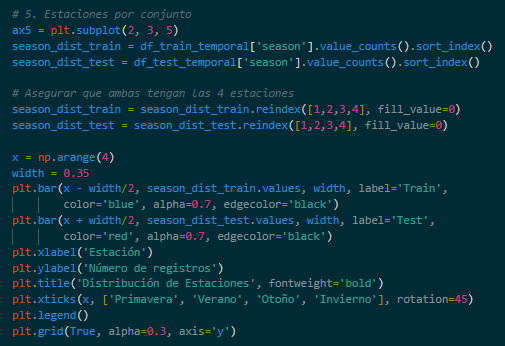 # 5. Estaciones por conjunto
ax5 = plt.subplot(2, 3, 5)
season_dist_train = df_train_temporal['season'].value_counts().sort_index()
season_dist_test = df_test_temporal['season'].value_counts().sort_index()

# Asegurar que ambas tengan las 4 estaciones
season_dist_train = season_dist_train.reindex([1,2,3,4], fill_value=0)
season_dist_test = season_dist_test.reindex([1,2,3,4], fill_value=0)

x = np.arange(4)
width = 0.35
plt.bar(x - width/2, season_dist_train.values, width, label='Train',
        color='blue', alpha=0.7, edgecolor='black')
plt.bar(x + width/2, season_dist_test.values, width, label='Test',
        color='red', alpha=0.7, edgecolor='black')
plt.xlabel('Estación')
plt.ylabel('Número de registros')
plt.title('Distribución de Estaciones', fontweight='bold')
plt.xticks(x, ['Primavera', 'Verano', 'Otoño', 'Invierno'], rotation=45)
plt.legend()
plt.grid(True, alpha=0.3, axis='y')